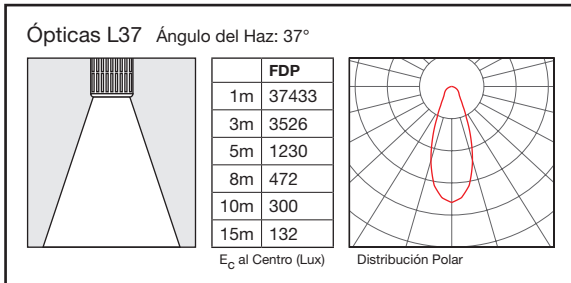 Ópticas L37 Ángulo del Haz: 37°
FDP
1m 37433
3m 3526
5m 1230
8m 472
10m 300
15m 132
E_C al Centro (Lux)
Distribución Polar